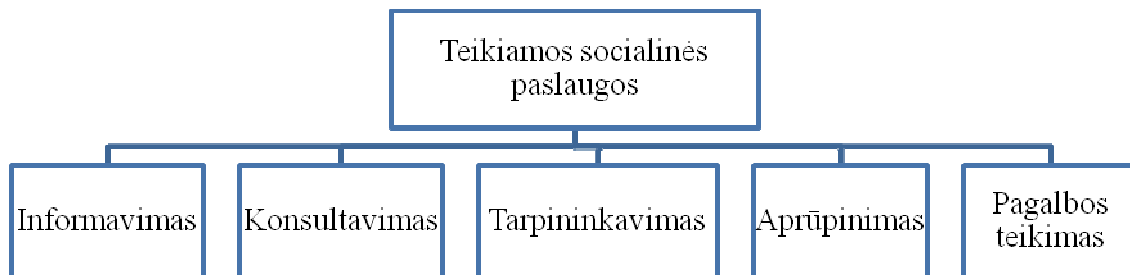 Teikiamos socialinės
paslaugos
Informavimas
Konsultavimas
Tarpininkavimas
Aprūpinimas
Pagalbos
teikimas